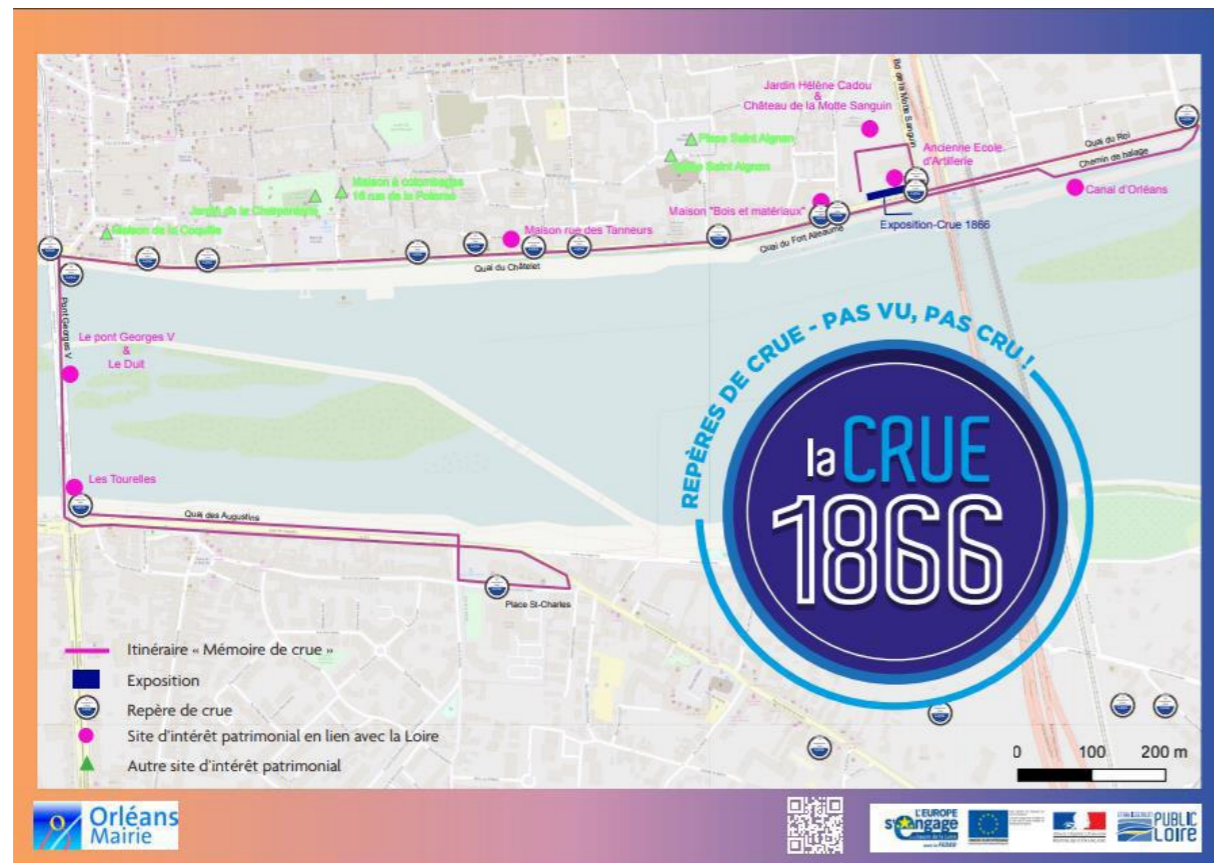 Jardin Hélène Cadou
&
Château de la Motte Sanguin
Bd de la Motte Sanguin
Place Saint Aignan
Eglise Saint Aignan
Ancienne Ecole
d'Artillerie
Quai du Roi
Chemin de halage
Canal d'Orléans
Maison à colombages
16 rue de la Poterne
Jardin de la Charpenterie
Maison de la Coquille
Maison "Bois et matériaux"
Exposition-Crue 1866
Maison rue des Tanneurs
Quai du Fort Alleaume
Quai du Châtelet
Pont Georges V
Le pont Georges V
&
Le Duit
REPÈRES DE CRUE - PAS VU, PAS CRU !
la CRUE
1866
Les Tourelles
Quai des Augustins
Place St-Charles
Itinéraire « Mémoire de crue »
Exposition
Repère de crue
Site d'intérêt patrimonial en lien avec la Loire
Autre site d'intérêt patrimonial
0 100 200 m
Orléans
Mairie
L'EUROPE
s'engage
avec le FEDER
PUBLIC
LOIRE